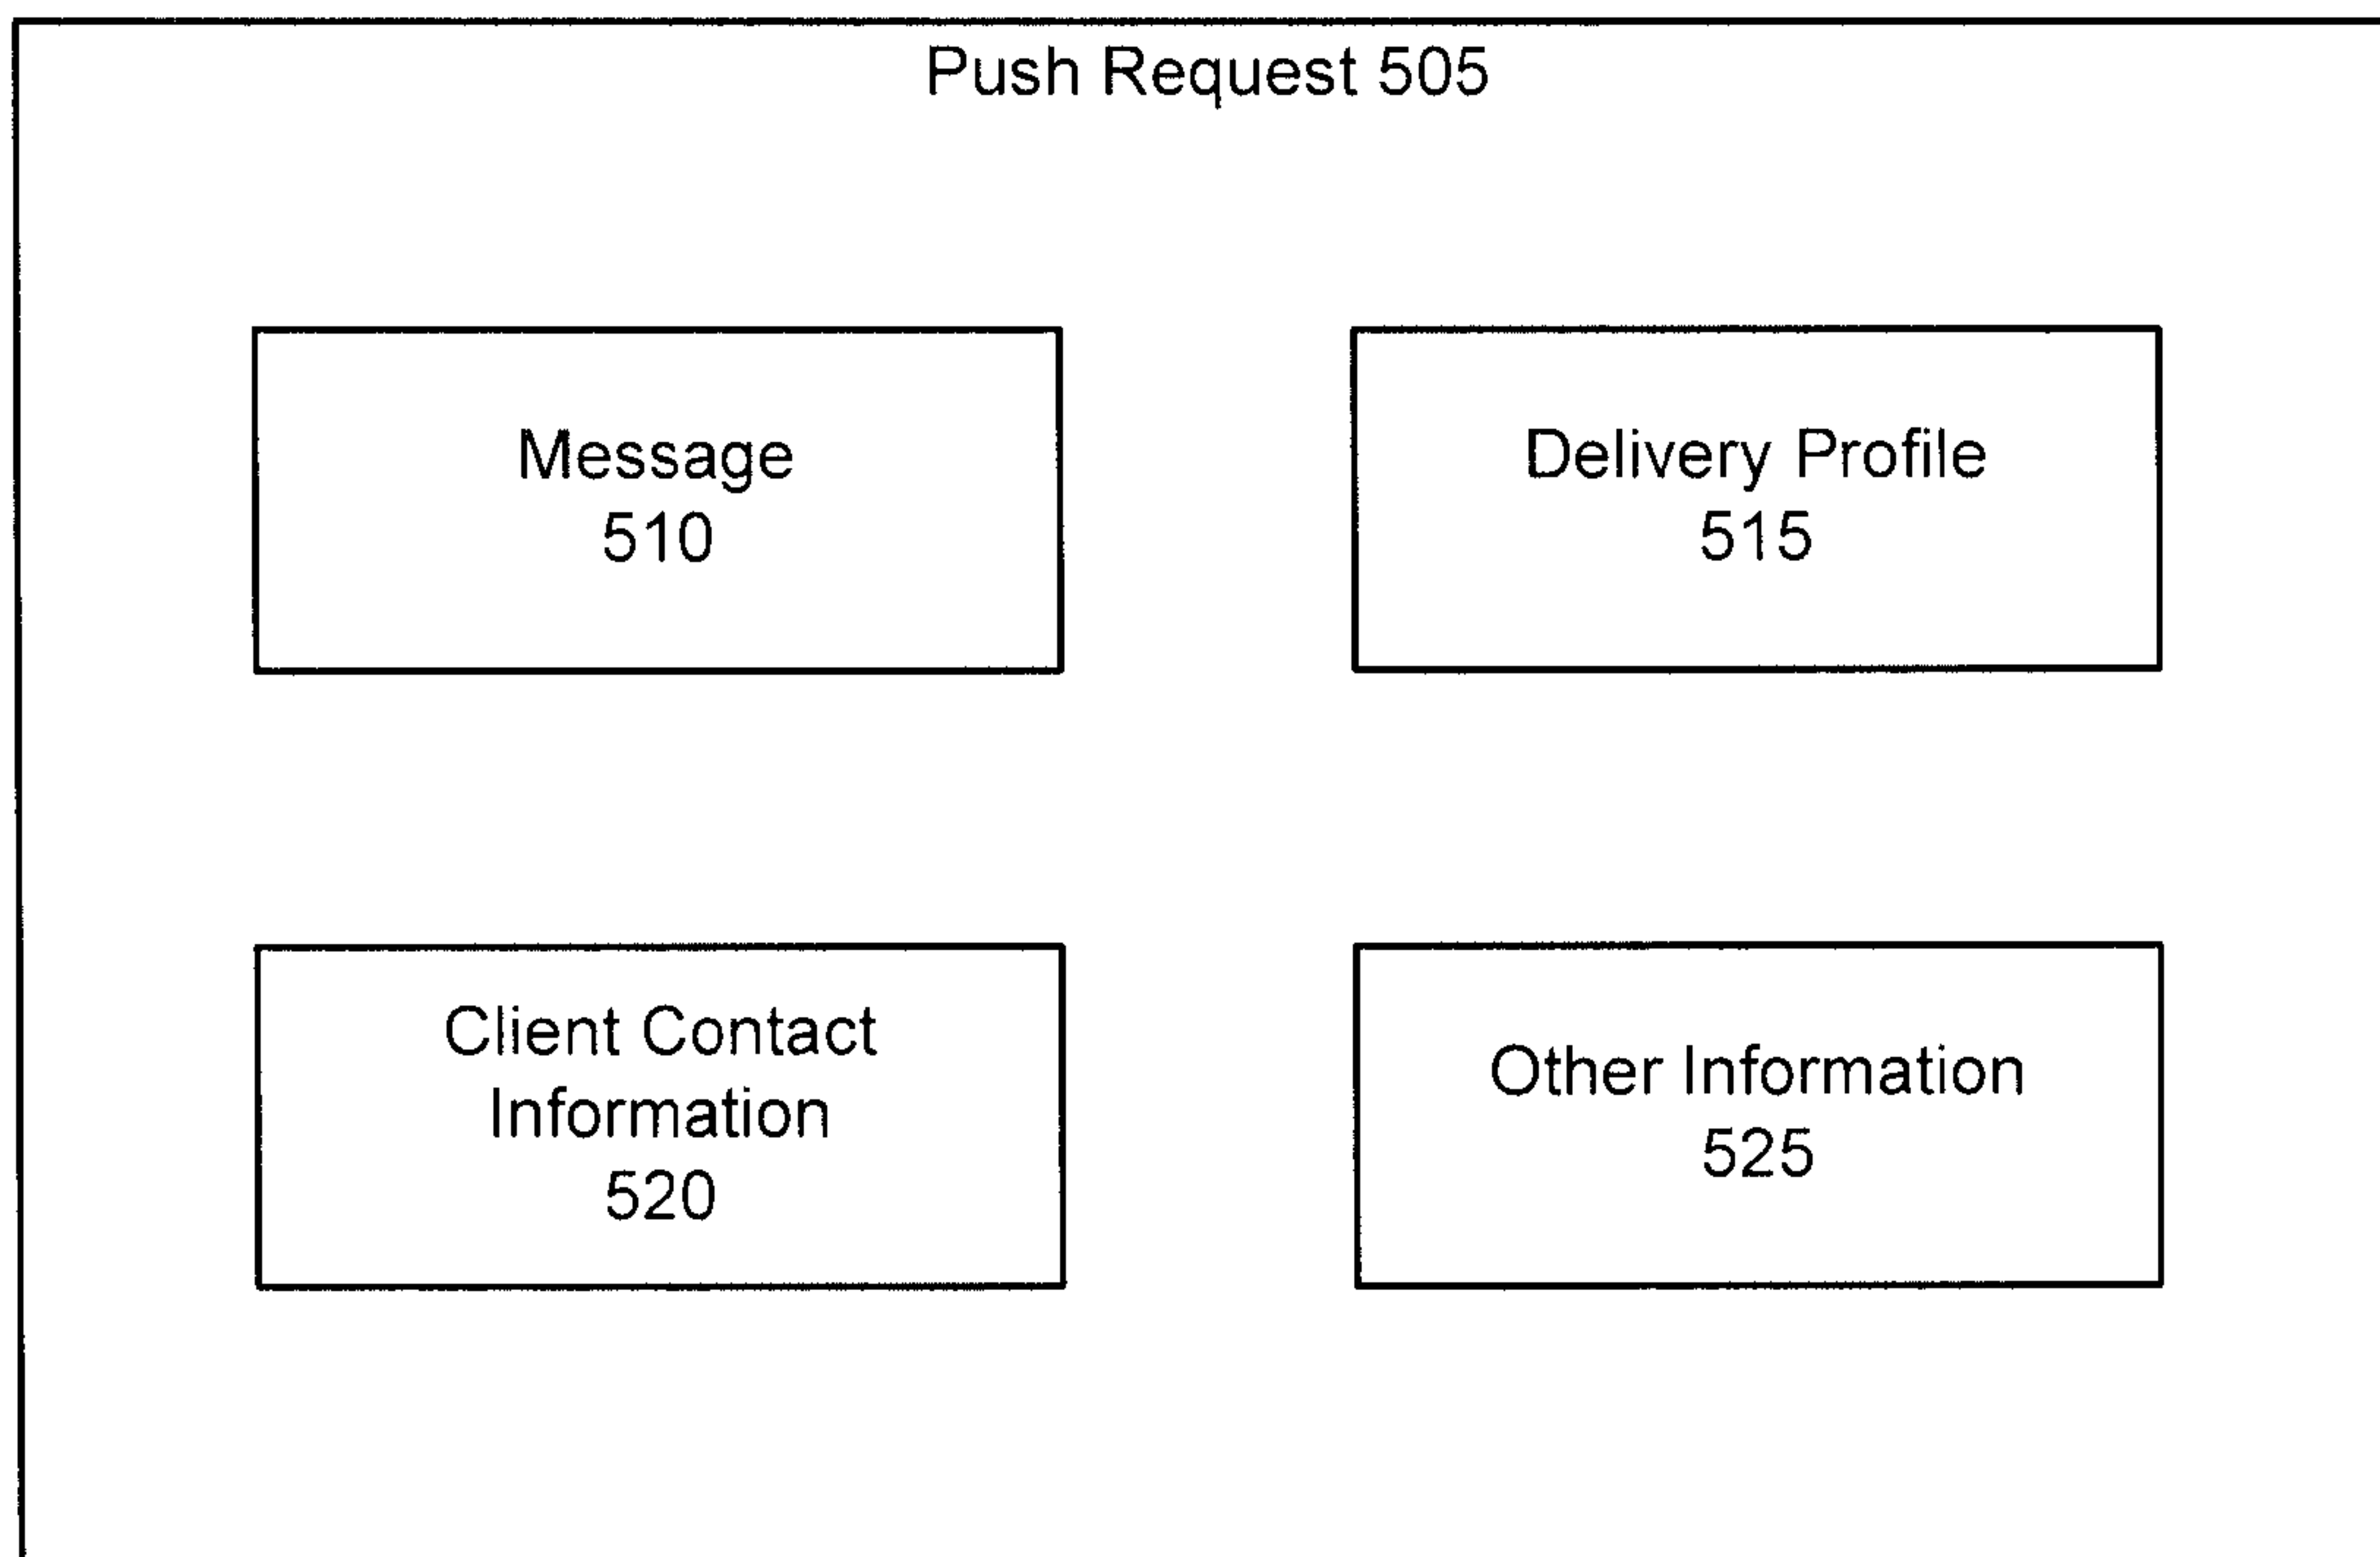 Push Request 505
Message
510
Delivery Profile
515
Client Contact
Information
520
Other Information
525